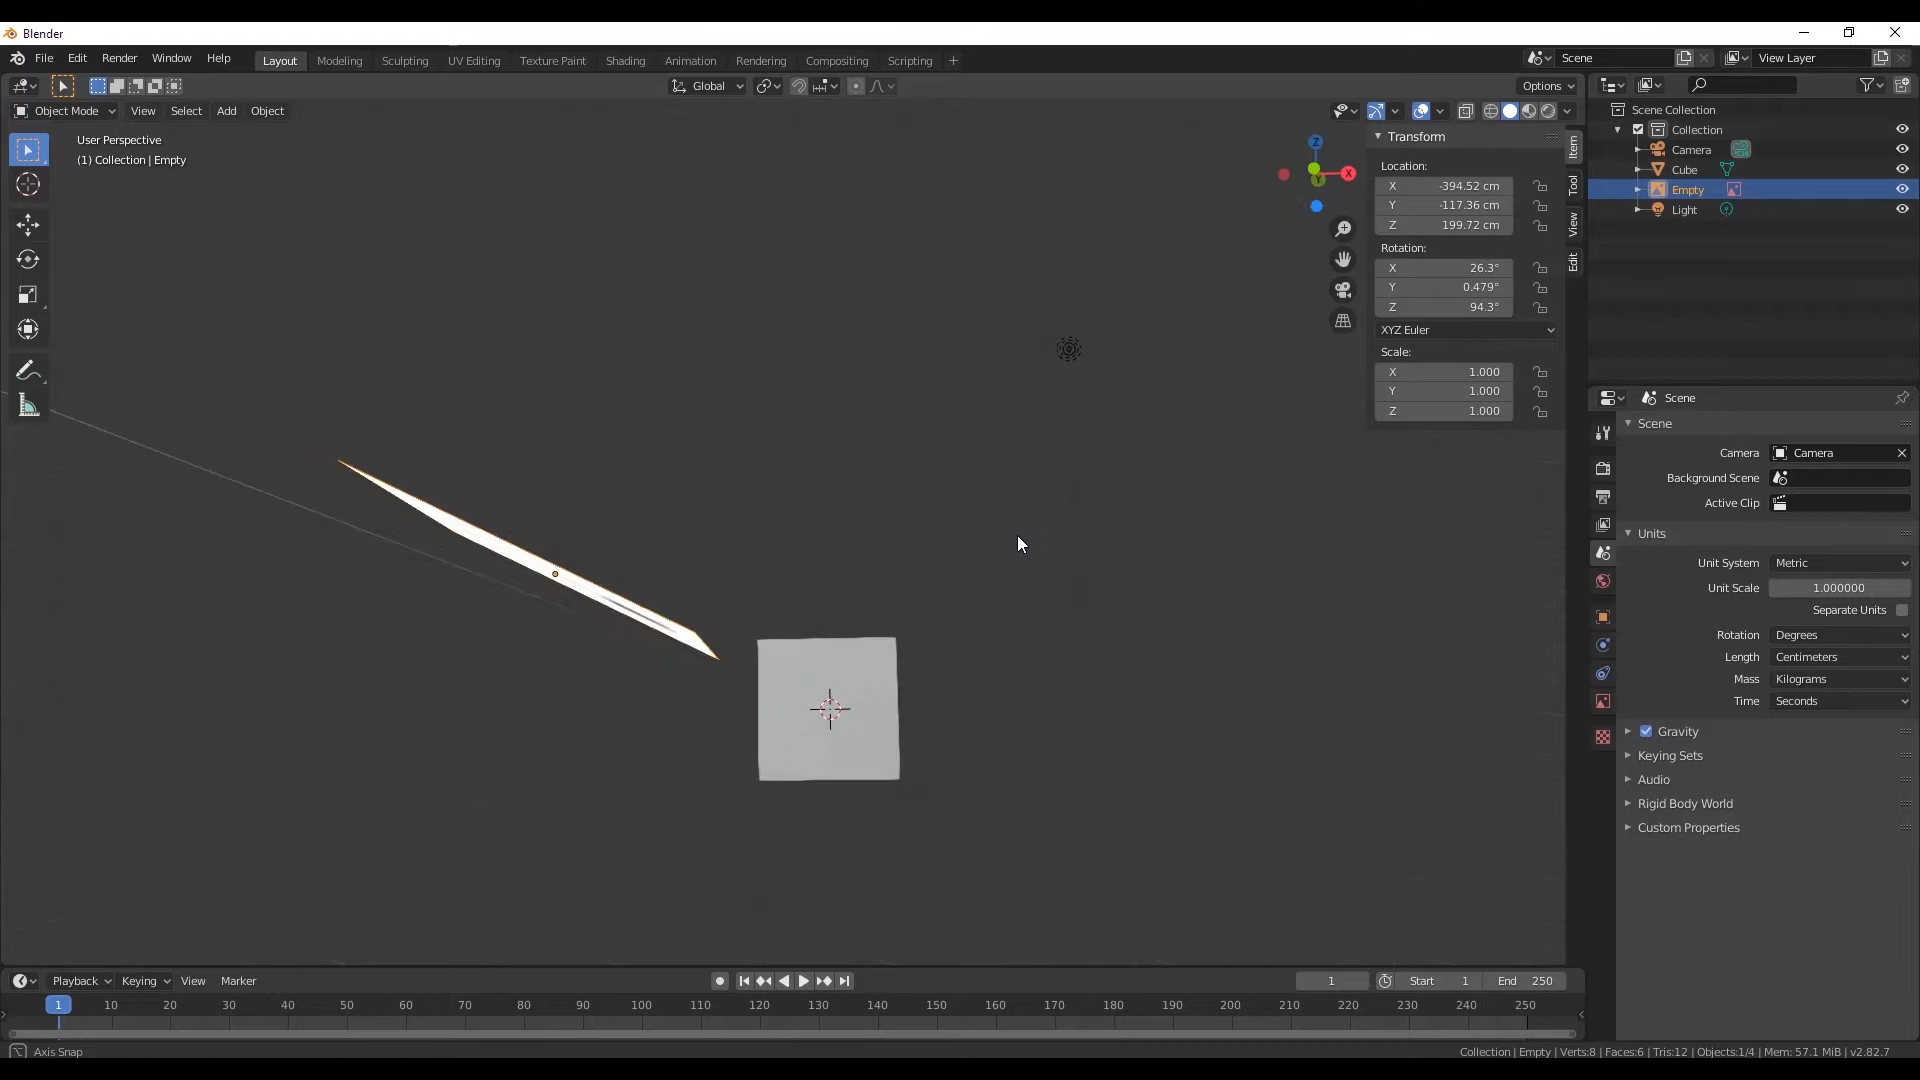 Blender
File Edit Render Window Help Layout Modeling Sculpting UV Editing Texture Paint Shading Animation Rendering Compositing Scripting + Scene View Layer
Global Options
Object Mode View Select Add Object
User Perspective
(1) Collection | Empty
Z
X
Y
Transform
Location:
X -394.52 cm
Y -117.36 cm
Z 199.72 cm
Rotation:
X 26.3°
Y 0.479°
Z 94.3°
XYZ Euler
Scale:
X 1.000
Y 1.000
Z 1.000
Item
Tool
View
Edit
Scene Collection
Collection
Camera
Cube
Empty
Light
Scene
Scene
Camera Camera
Background Scene
Active Clip
Units
Unit System Metric
Unit Scale 1.000000
Separate Units
Rotation Degrees
Length Centimeters
Mass Kilograms
Time Seconds
Gravity
Keying Sets
Audio
Rigid Body World
Custom Properties
Playback Keying View Marker 1 Start 1 End 250
1 10 20 30 40 50 60 70 80 90 100 110 120 130 140 150 160 170 180 190 200 210 220 230 240 250
Axis Snap
Collection | Empty | Verts:8 | Faces:6 | Tris:12 | Objects:1/4 | Mem: 57.1 MiB | v2.82.7